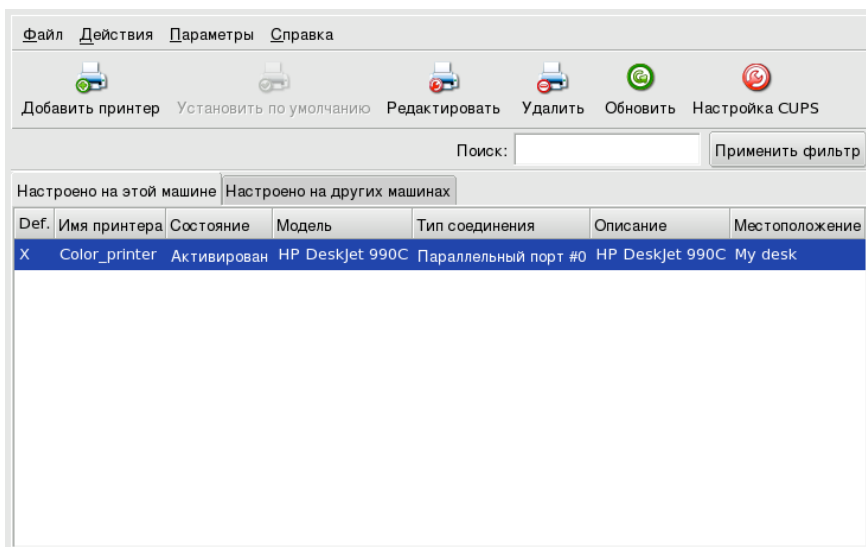 Файл Действия Параметры Справка
Добавить принтер Установить по умолчанию Редактировать Удалить Обновить Настройка CUPS
Поиск: Применить фильтр
Настроено на этой машине Настроено на других машинах
Def. Имя принтера Состояние Модель Тип соединения Описание Местоположение
X Color_printer Активирован HP DeskJet 990C Параллельный порт #0 HP DeskJet 990C My desk